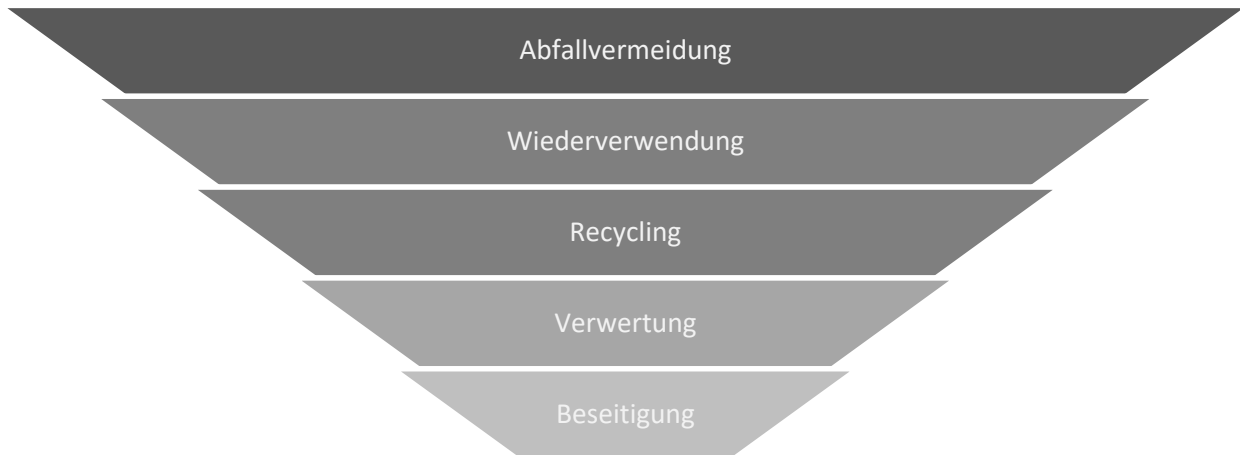 Abfallvermeidung
Wiederverwendung
Recycling
Verwertung
Beseitigung